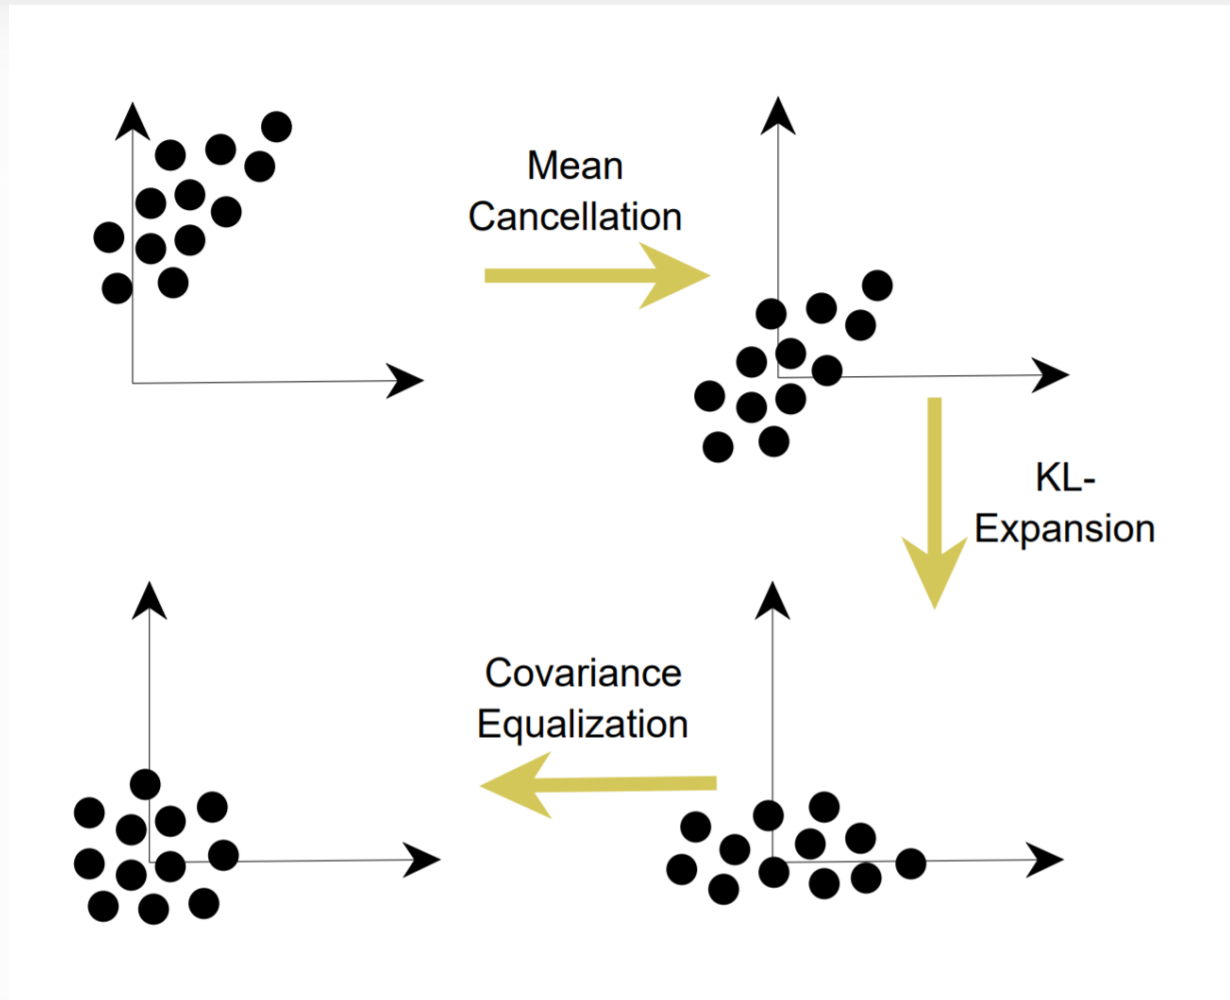 Mean
Cancellation
KL-
Expansion
Covariance
Equalization